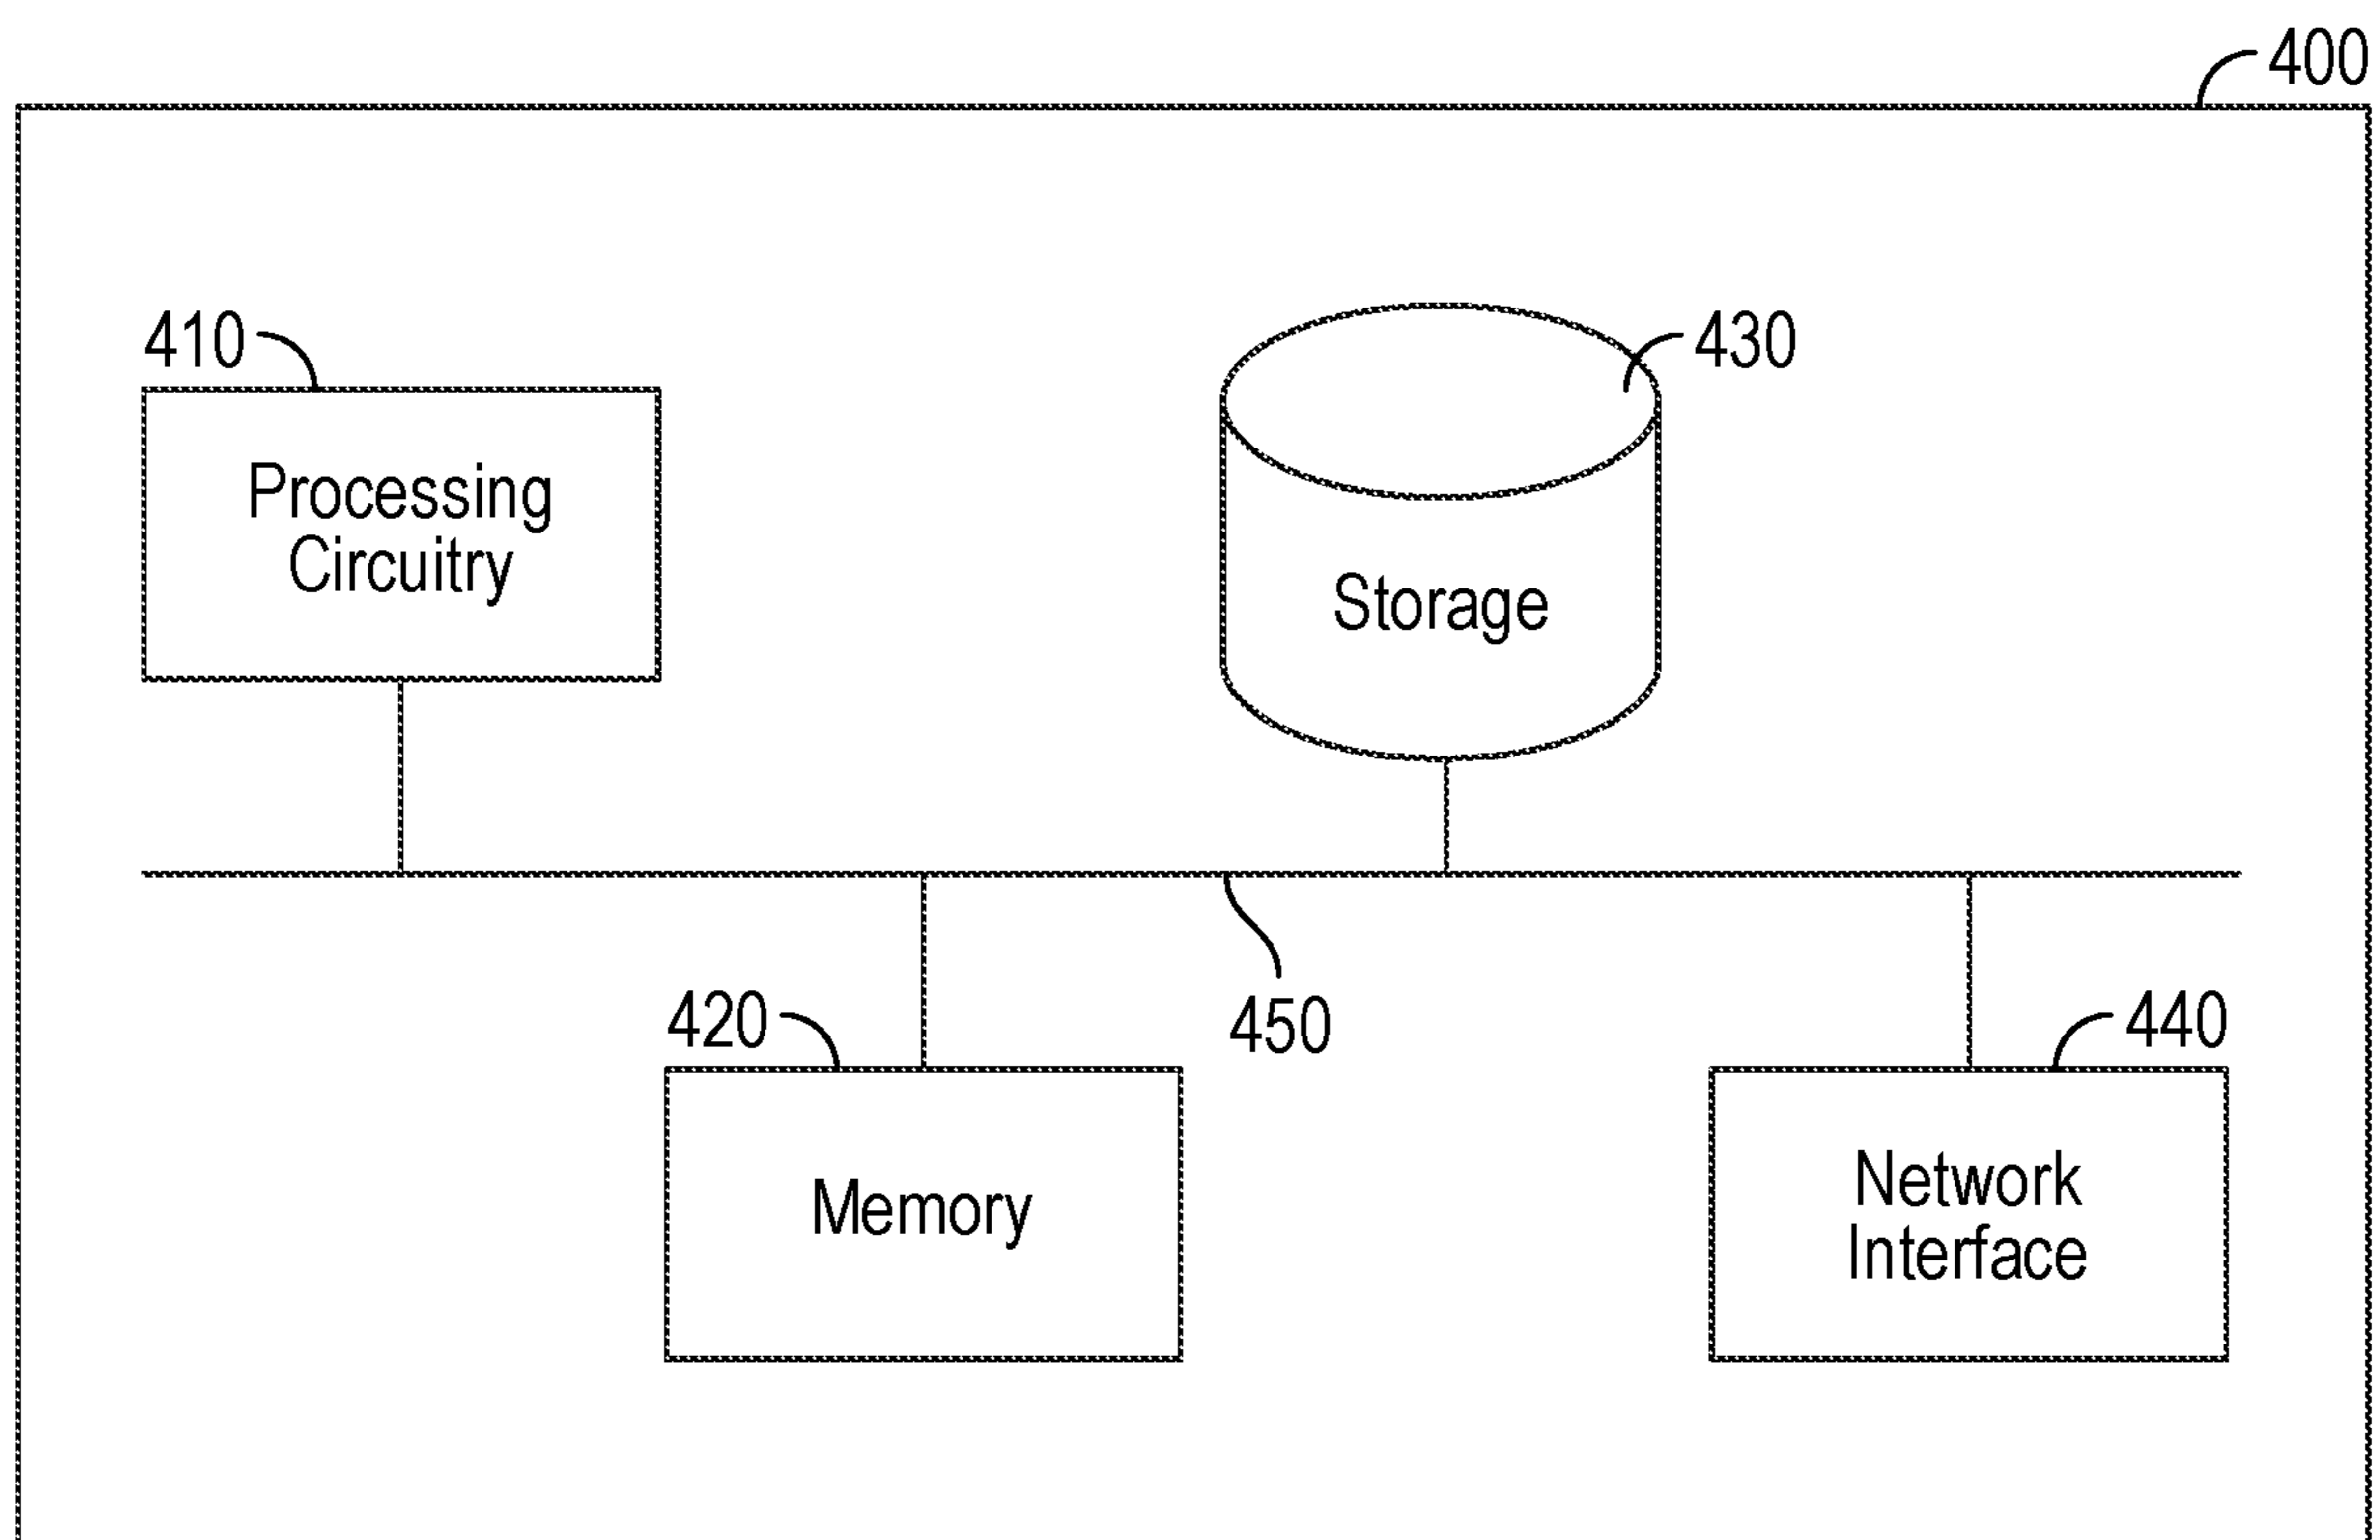 400
410
430
Processing
Circuitry
Storage
420
450
440
Memory
Network
Interface